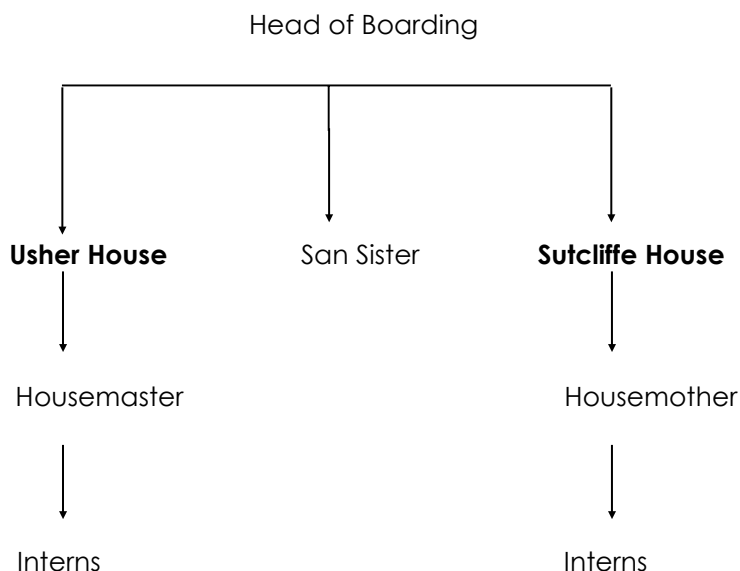 Head of Boarding
Usher House
San Sister
Sutcliffe House
Housemaster
Housemother
Interns
Interns